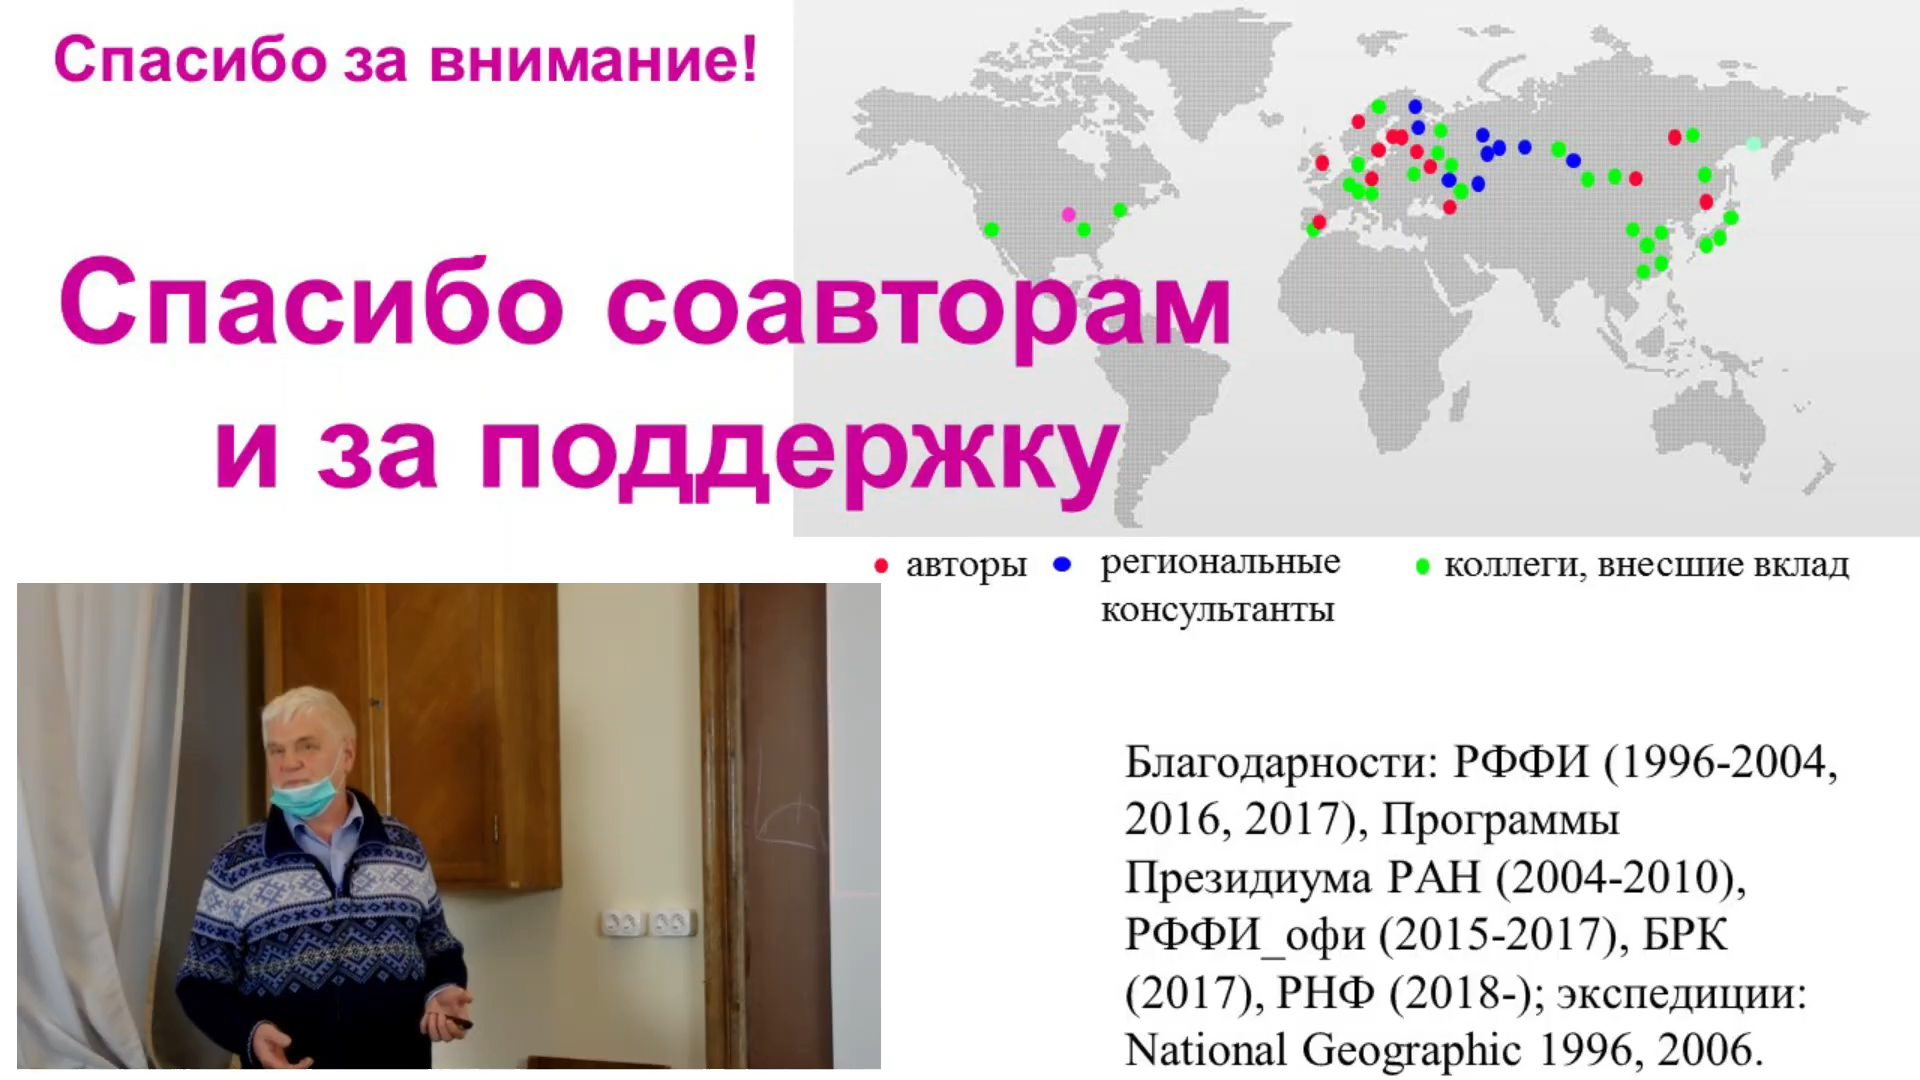 Спасибо за внимание!
Спасибо соавторам
и за поддержку
авторы
региональные
консультанты
коллеги, внесшие вклад
Благодарности: РФФИ (1996-2004,
2016, 2017), Программы
Президиума РАН (2004-2010),
РФФИ_офи (2015-2017), БРК
(2017), РНФ (2018-); экспедиции:
National Geographic 1996, 2006.